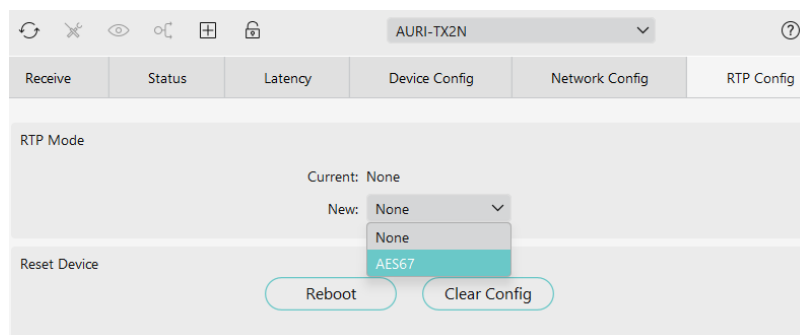 AURI-TX2N
Receive Status Latency Device Config Network Config RTP Config
RTP Mode
Current: None
New: None
None
AES67
Reset Device
Reboot Clear Config